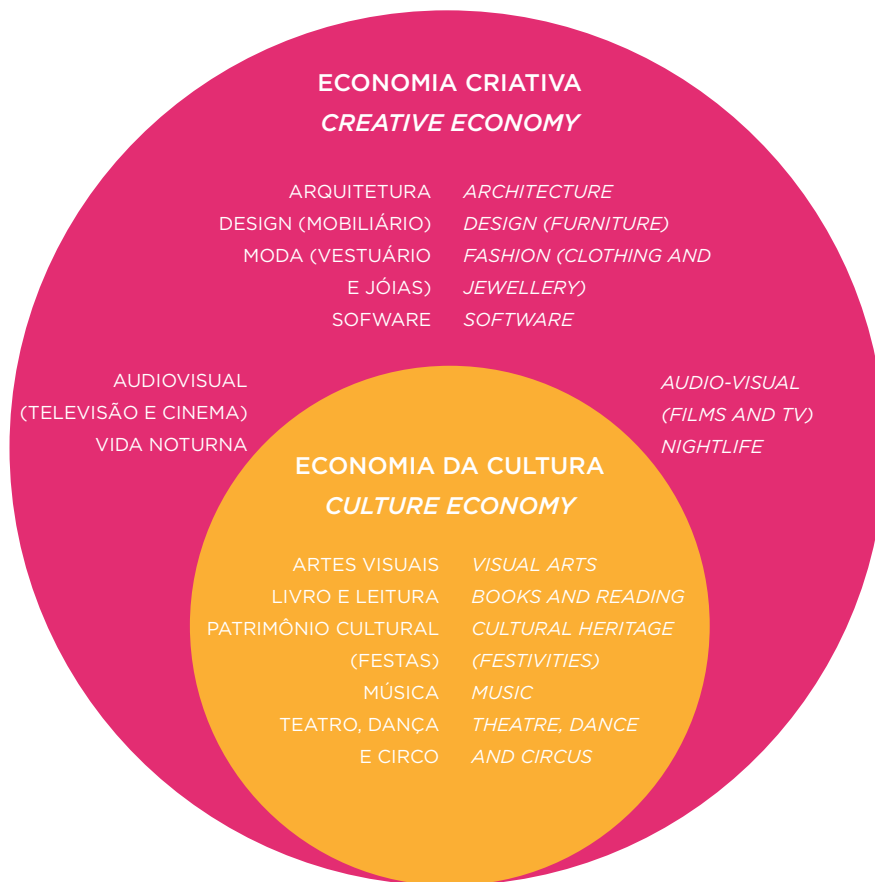 ECONOMIA CRIATIVA
CREATIVE ECONOMY
ARQUITETURA ARCHITECTURE
DESIGN (MOBILIÁRIO) DESIGN (FURNITURE)
MODA (VESTUÁRIO FASHION (CLOTHING AND
E JÓIAS) JEWELLERY)
SOFWARE SOFTWARE
AUDIOVISUAL AUDIO-VISUAL
(TELEVISÃO E CINEMA) (FILMS AND TV)
VIDA NOTURNA NIGHTLIFE
ECONOMIA DA CULTURA
CULTURE ECONOMY
ARTES VISUAIS VISUAL ARTS
LIVRO E LEITURA BOOKS AND READING
PATRIMÔNIO CULTURAL CULTURAL HERITAGE
(FESTAS) (FESTIVITIES)
MÚSICA MUSIC
TEATRO, DANÇA THEATRE, DANCE
E CIRCO AND CIRCUS